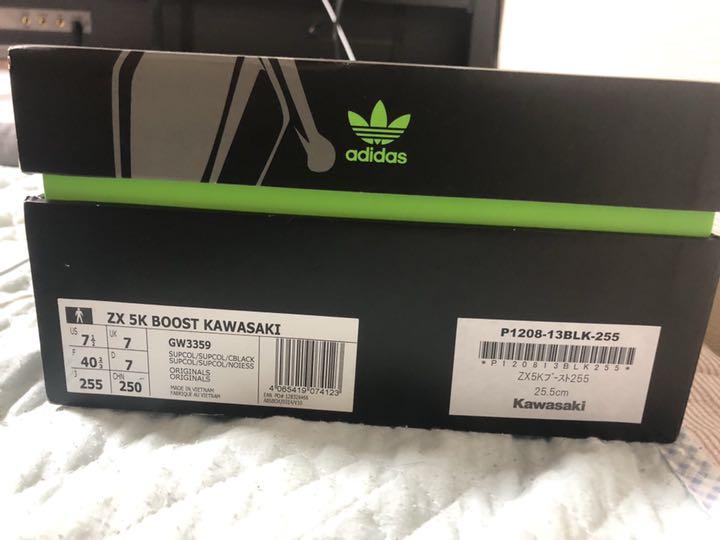 adidas
ZX 5K BOOST KAWASAKI
US 7½ UK 7
F 40⅔ D 7
J 255 CHN 250
GW3359
SUPCOL/SUPCOL/CBLACK
SUPCOL/SUPCOL/NOIESS
ORIGINALS
ORIGINALS
MADE IN VIETNAM
FABRIQUE AU VIETNAM
4 065419 074123
P1208-13BLK-255
*P120813BLK255*
ZX5Kブースト255
25.5cm
Kawasaki